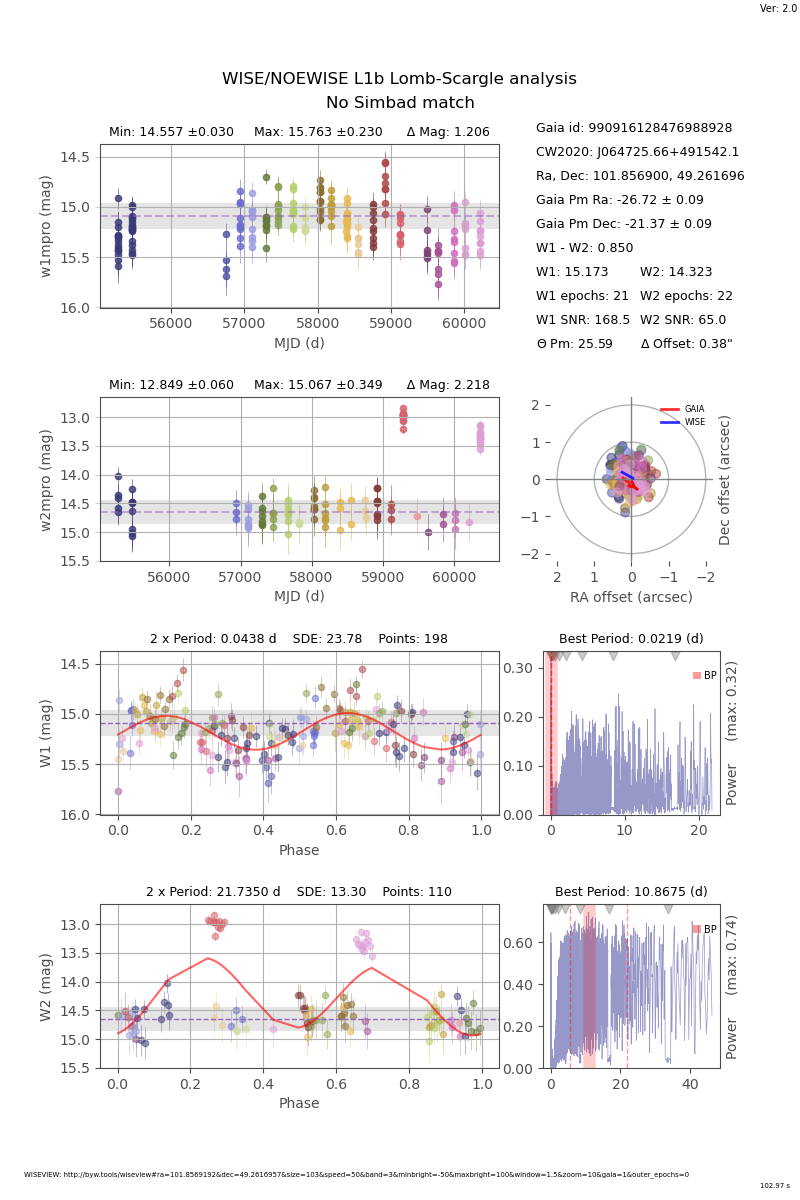 Ver: 2.0
WISE/NOEWISE L1b Lomb-Scargle analysis
No Simbad match
Min: 14.557 ±0.030 Max: 15.763 ±0.230 Δ Mag: 1.206
14.5
15.0
15.5
16.0
w1mpro (mag)
56000 57000 58000 59000 60000
MJD (d)
Gaia id: 990916128476988928
CW2020: J064725.66+491542.1
Ra, Dec: 101.856900, 49.261696
Gaia Pm Ra: -26.72 ± 0.09
Gaia Pm Dec: -21.37 ± 0.09
W1 - W2: 0.850
W1: 15.173 W2: 14.323
W1 epochs: 21 W2 epochs: 22
W1 SNR: 168.5 W2 SNR: 65.0
Θ Pm: 25.59 Δ Offset: 0.38"
Min: 12.849 ±0.060 Max: 15.067 ±0.349 Δ Mag: 2.218
13.0
13.5
14.0
14.5
15.0
15.5
w2mpro (mag)
56000 57000 58000 59000 60000
MJD (d)
GAIA
WISE
2
1
0
−1
−2
2 1 0 −1 −2
RA offset (arcsec)
Dec offset (arcsec)
2 x Period: 0.0438 d SDE: 23.78 Points: 198
14.5
15.0
15.5
16.0
W1 (mag)
0.0 0.2 0.4 0.6 0.8 1.0
Phase
Best Period: 0.0219 (d)
BP
0.30
0.20
0.10
0.00
0 10 20
Power (max: 0.32)
2 x Period: 21.7350 d SDE: 13.30 Points: 110
13.0
13.5
14.0
14.5
15.0
15.5
W2 (mag)
0.0 0.2 0.4 0.6 0.8 1.0
Phase
Best Period: 10.8675 (d)
BP
0.60
0.40
0.20
0.00
0 20 40
Power (max: 0.74)
WISEVIEW: http://byw.tools/wiseview#ra=101.8569192&dec=49.2616957&size=103&speed=50&band=3&minbright=-50&maxbright=100&window=1.5&zoom=10&gaia=1&outer_epochs=0
102.97 s